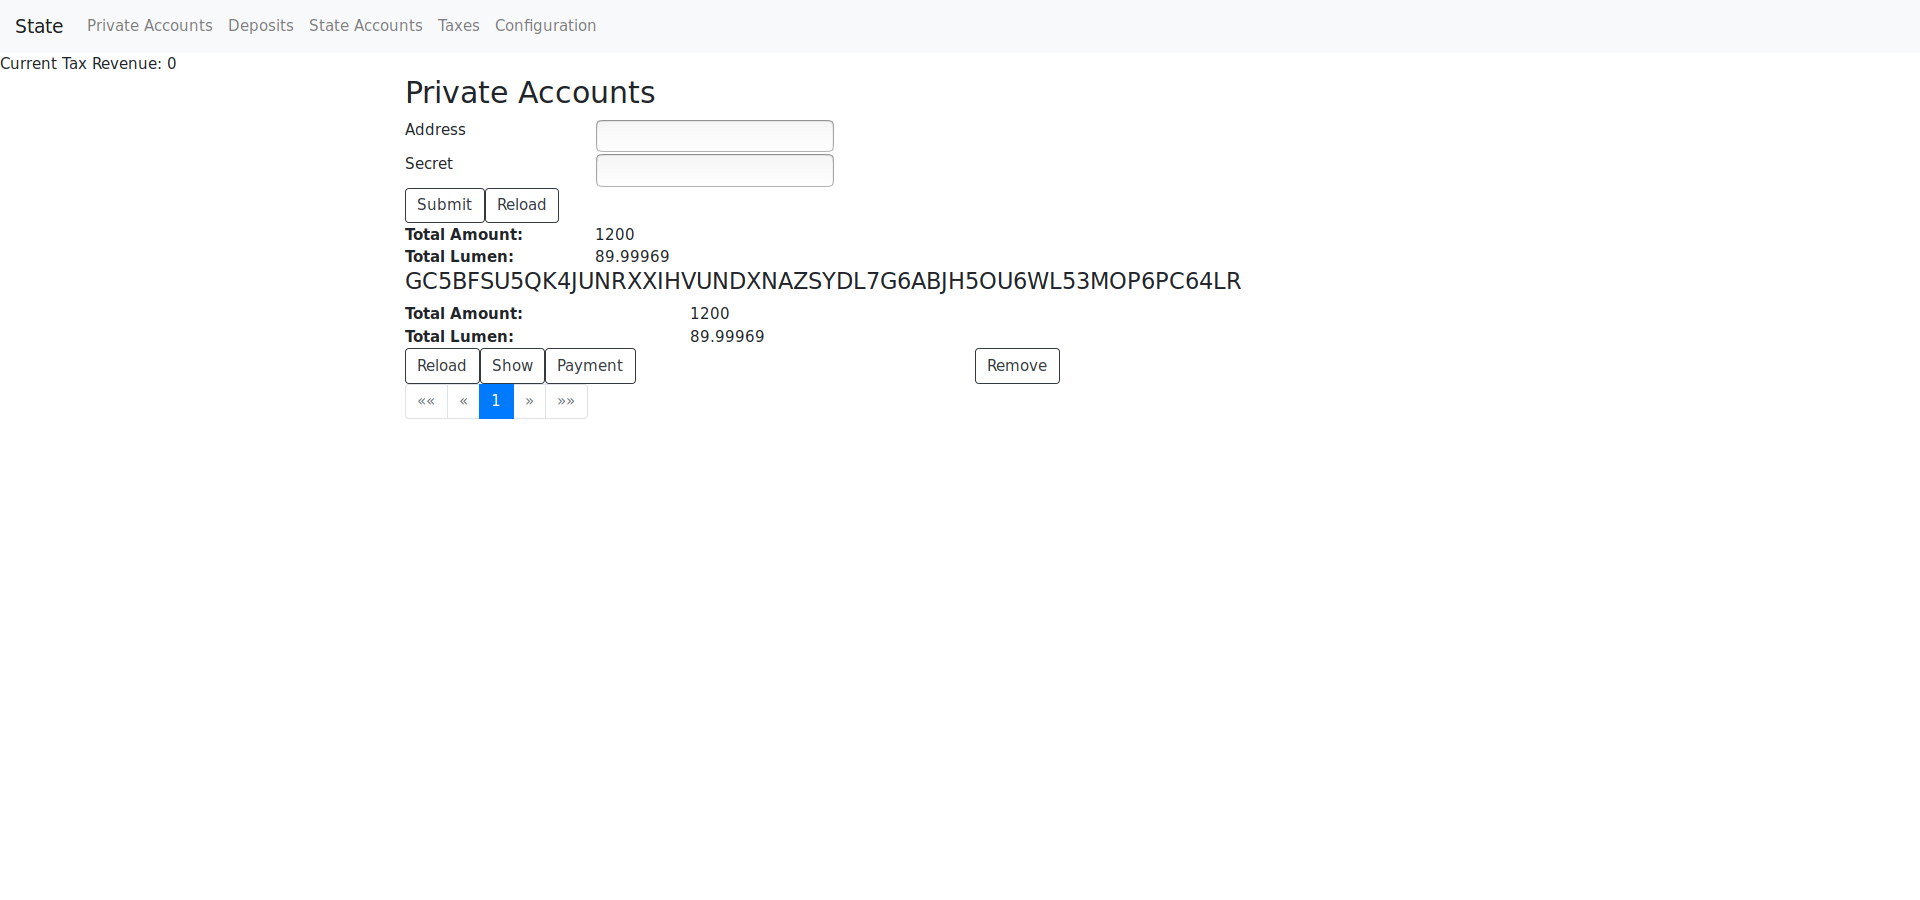 State Private Accounts Deposits State Accounts Taxes Configuration
Current Tax Revenue: 0
Private Accounts
Address
Secret
Submit Reload
Total Amount: 1200
Total Lumen: 89.99969
GC5BFSU5QK4JUNRXXIHVUNDXNAZSYDL7G6ABJH5OU6WL53MOP6PC64LR
Total Amount: 1200
Total Lumen: 89.99969
Reload Show Payment Remove
«« « 1 » »»